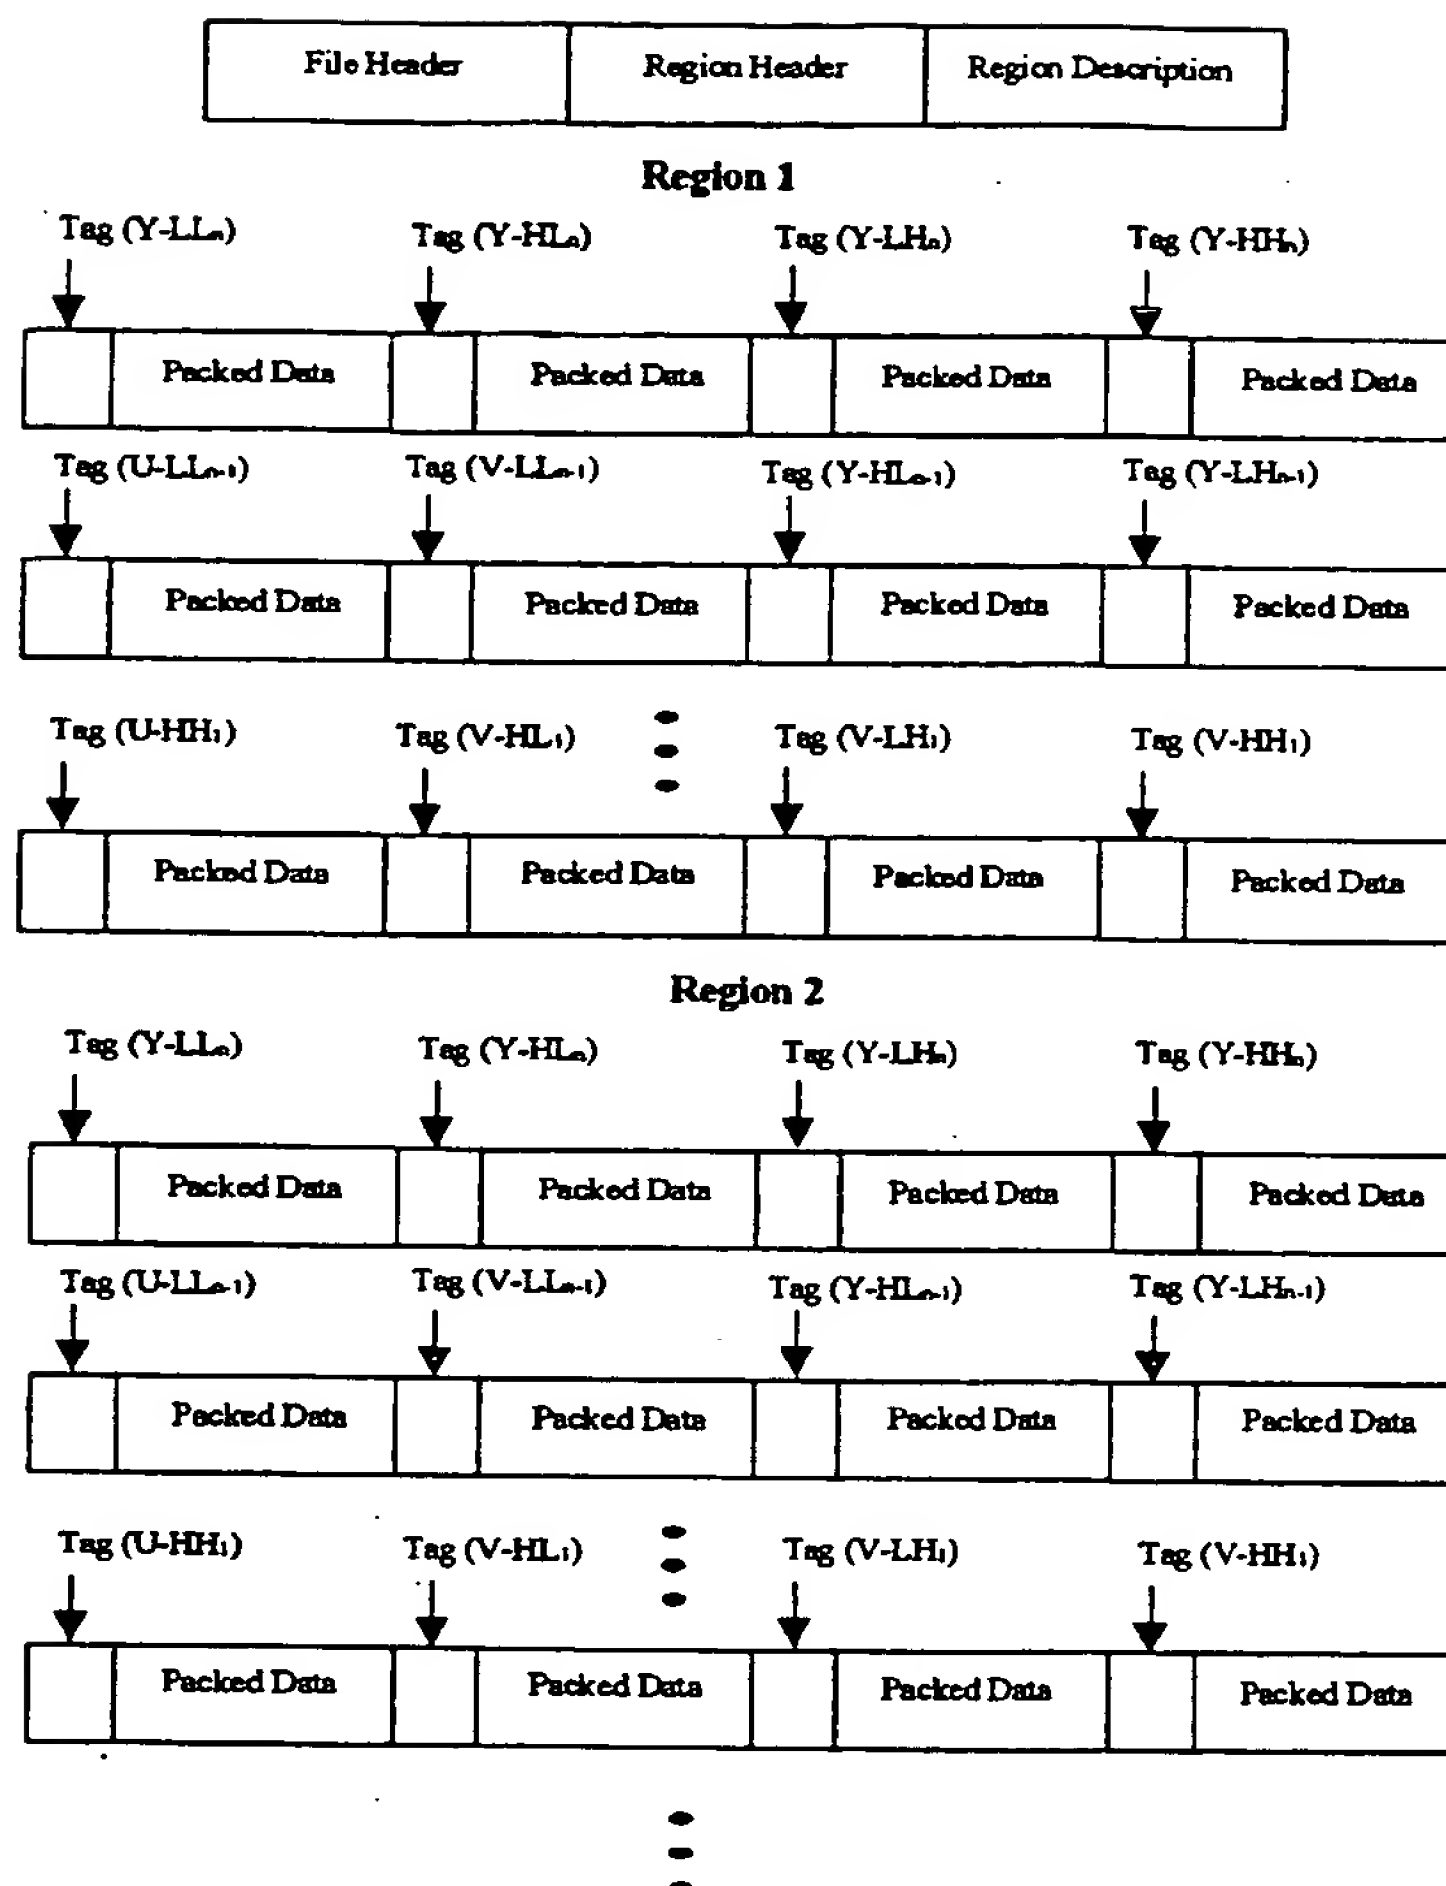 File Header Region Header Region Description
Region 1
Tag (Y-LLn) Tag (Y-HLn) Tag (Y-LHn) Tag (Y-HHn)
Packed Data Packed Data Packed Data Packed Data
Tag (U-LLn-1) Tag (V-LLn-1) Tag (Y-HLn-1) Tag (Y-LHn-1)
Packed Data Packed Data Packed Data Packed Data
Tag (U-HH1) Tag (V-HL1) Tag (V-LH1) Tag (V-HH1)
Packed Data Packed Data Packed Data Packed Data
Region 2
Tag (Y-LLn) Tag (Y-HLn) Tag (Y-LHn) Tag (Y-HHn)
Packed Data Packed Data Packed Data Packed Data
Tag (U-LLn-1) Tag (V-LLn-1) Tag (Y-HLn-1) Tag (Y-LHn-1)
Packed Data Packed Data Packed Data Packed Data
Tag (U-HH1) Tag (V-HL1) Tag (V-LH1) Tag (V-HH1)
Packed Data Packed Data Packed Data Packed Data